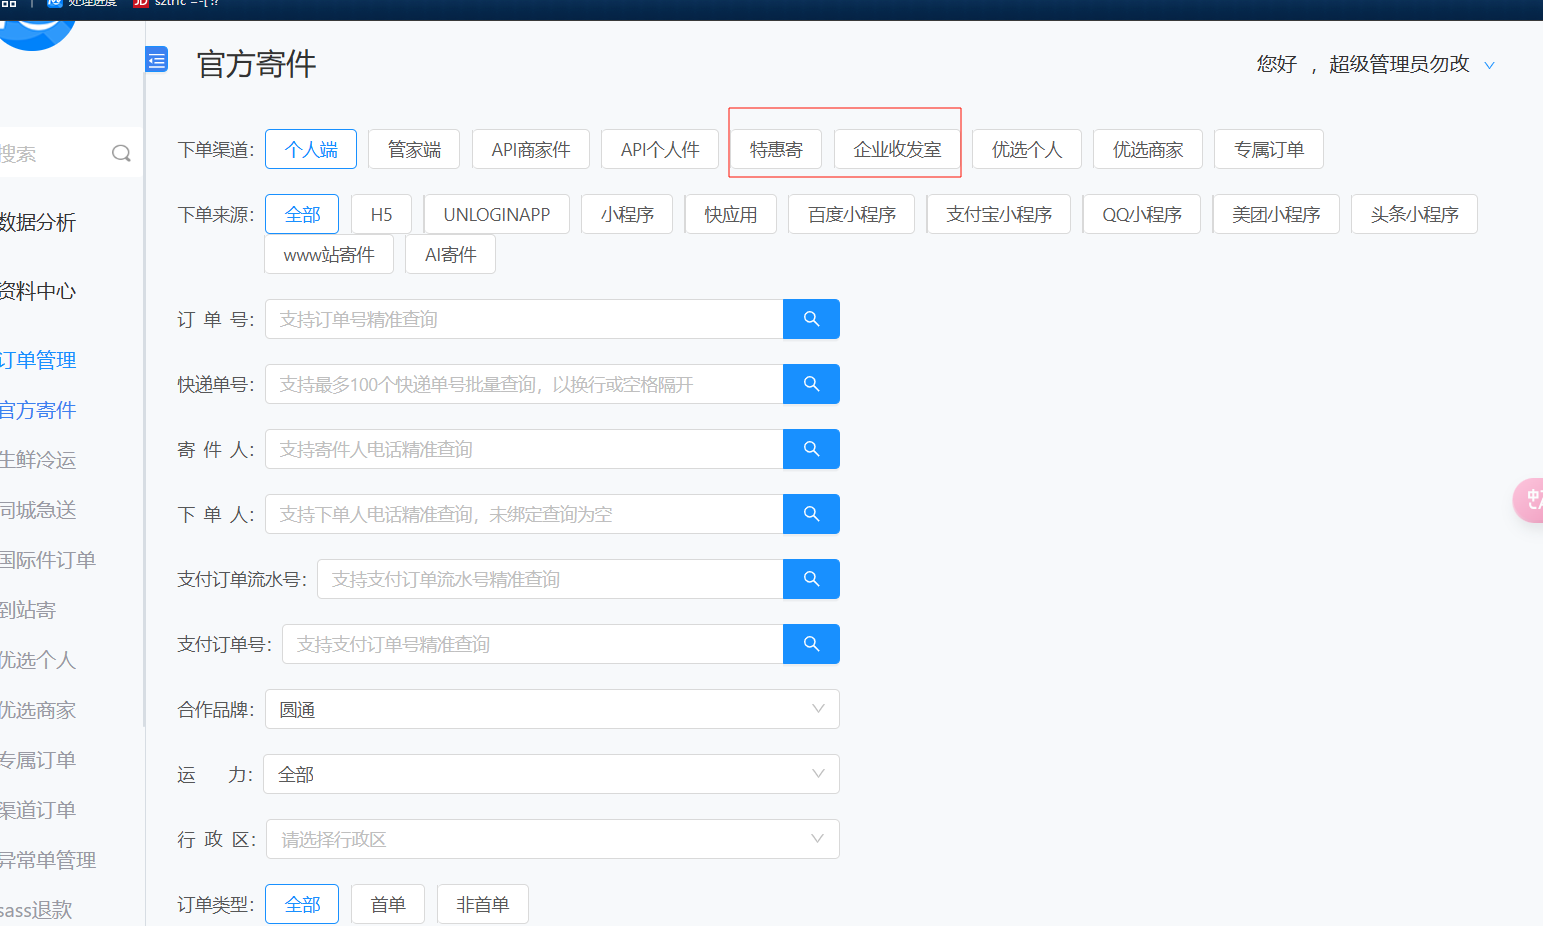 处理进度 JD
官方寄件
您好 ，超级管理员勿改
搜索
数据分析
资料中心
订单管理
官方寄件
生鲜冷运
同城急送
国际件订单
到站寄
优选个人
优选商家
专属订单
渠道订单
异常单管理
sass退款
下单渠道： 个人端 管家端 API商家件 API个人件 特惠寄 企业收发室 优选个人 优选商家 专属订单
下单来源： 全部 H5 UNLOGINAPP 小程序 快应用 百度小程序 支付宝小程序 QQ小程序 美团小程序 头条小程序
www站寄件 AI寄件
订 单 号： 支持订单号精准查询
快递单号： 支持最多100个快递单号批量查询，以换行或空格隔开
寄 件 人： 支持寄件人电话精准查询
下 单 人： 支持下单人电话精准查询，未绑定查询为空
支付订单流水号： 支持支付订单流水号精准查询
支付订单号： 支持支付订单号精准查询
合作品牌： 圆通
运 力： 全部
行 政 区： 请选择行政区
订单类型： 全部 首单 非首单
中